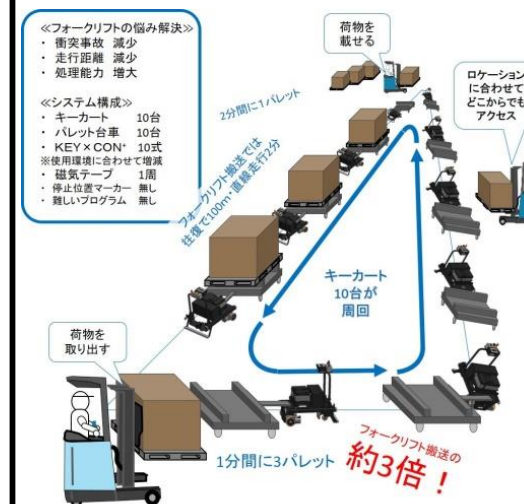 ≪フォークリフトの悩み解決≫
・ 衝突事故 減少
・ 走行距離 減少
・ 処理能力 増大
≪システム構成≫
・ キーカート 10台
・ パレット台車 10台
・ KEY×CON⁺ 10式
※使用環境に合わせて増減
・ 磁気テープ 1周
・ 停止位置マーカー 無し
・ 難しいプログラム 無し
荷物を
載せる
ロケーション
に合わせて
どこからでも
アクセス
2分間に1パレット
フォークリフト搬送では
往復で100m・直線走行2分
キーカート
10台が
周回
荷物を
取り出す
1分間に3パレット
フォークリフト搬送の
約3倍！